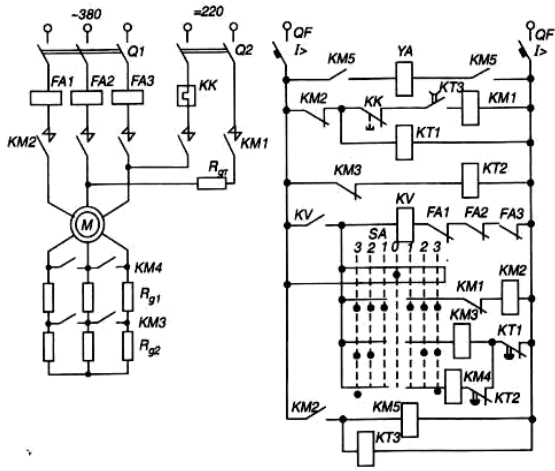 ~380
=220
Q1
Q2
FA1
FA2
FA3
KK
KM2
KM1
Rдт
M
KM4
Rg1
KM3
Rg2
QF
I>
QF
I>
KM5
YA
KM5
KM2
KK
KT3
KM1
KT1
KM3
KT2
KV
KV
FA1
FA2
FA3
SA
3 2 1 0 1 2 3
KM1
KM2
KM3
KT1
KM4
KT2
KM2
KM5
KT3